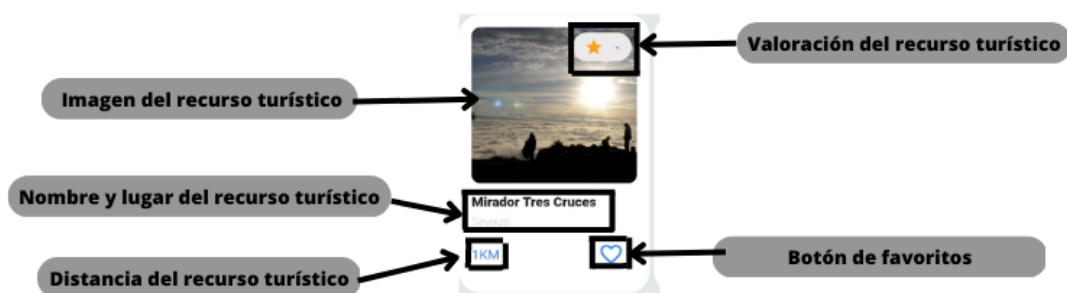 Valoración del recurso turístico
Imagen del recurso turístico
Nombre y lugar del recurso turístico
Mirador Tres Cruces
Sayausi
1KM
Distancia del recurso turístico
Botón de favoritos